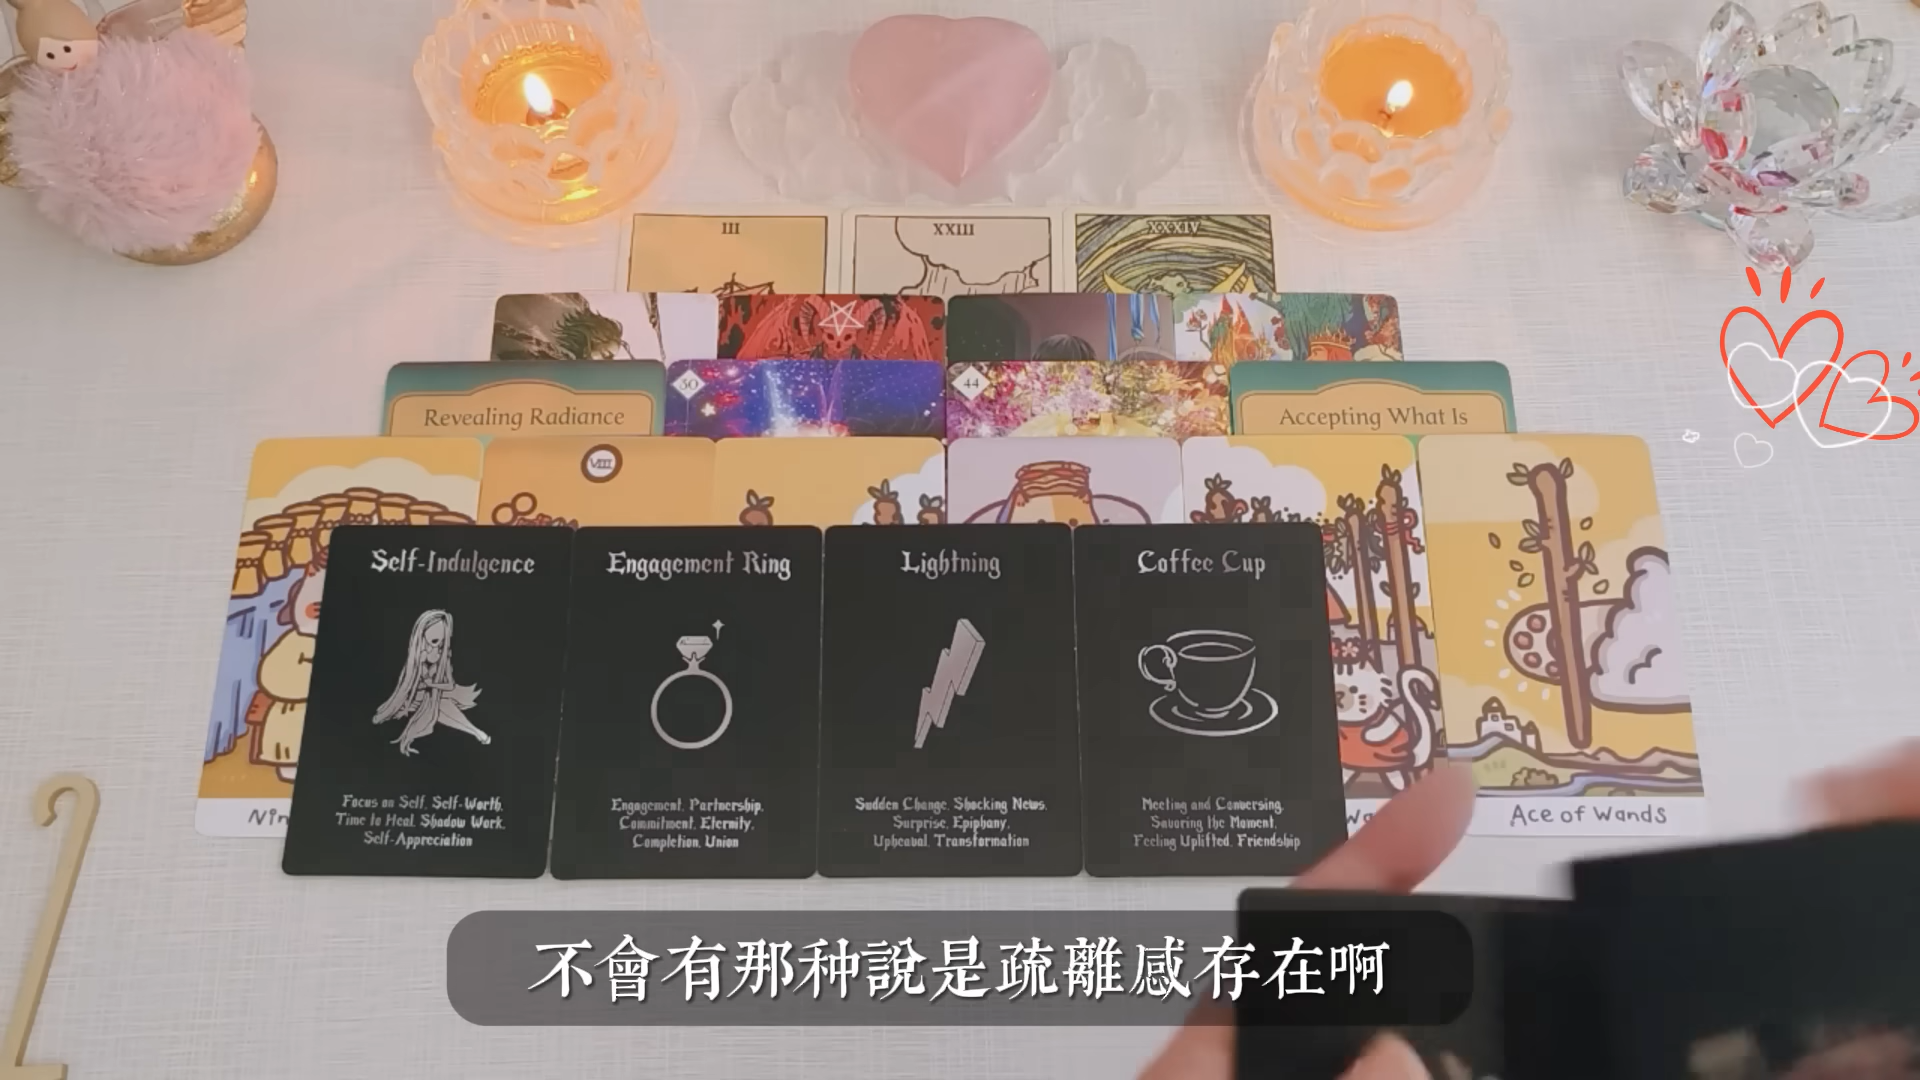 III
XXIII
XXXIV
Revealing Radiance
30
44
Accepting What Is
VIII
Self-Indulgence
Focus on Self, Self-Worth,
Time to Heal, Shadow Work,
Self-Appreciation
Engagement Ring
Engagement, Partnership,
Commitment, Eternity,
Completion, Union
Lightning
Sudden Change, Shocking News,
Surprise, Epiphany,
Upheaval, Transformation
Coffee Cup
Meeting and Conversing,
Savoring the Moment,
Feeling Uplifted, Friendship
Nin
Wa
Ace of Wands
不會有那种說是疏離感存在啊